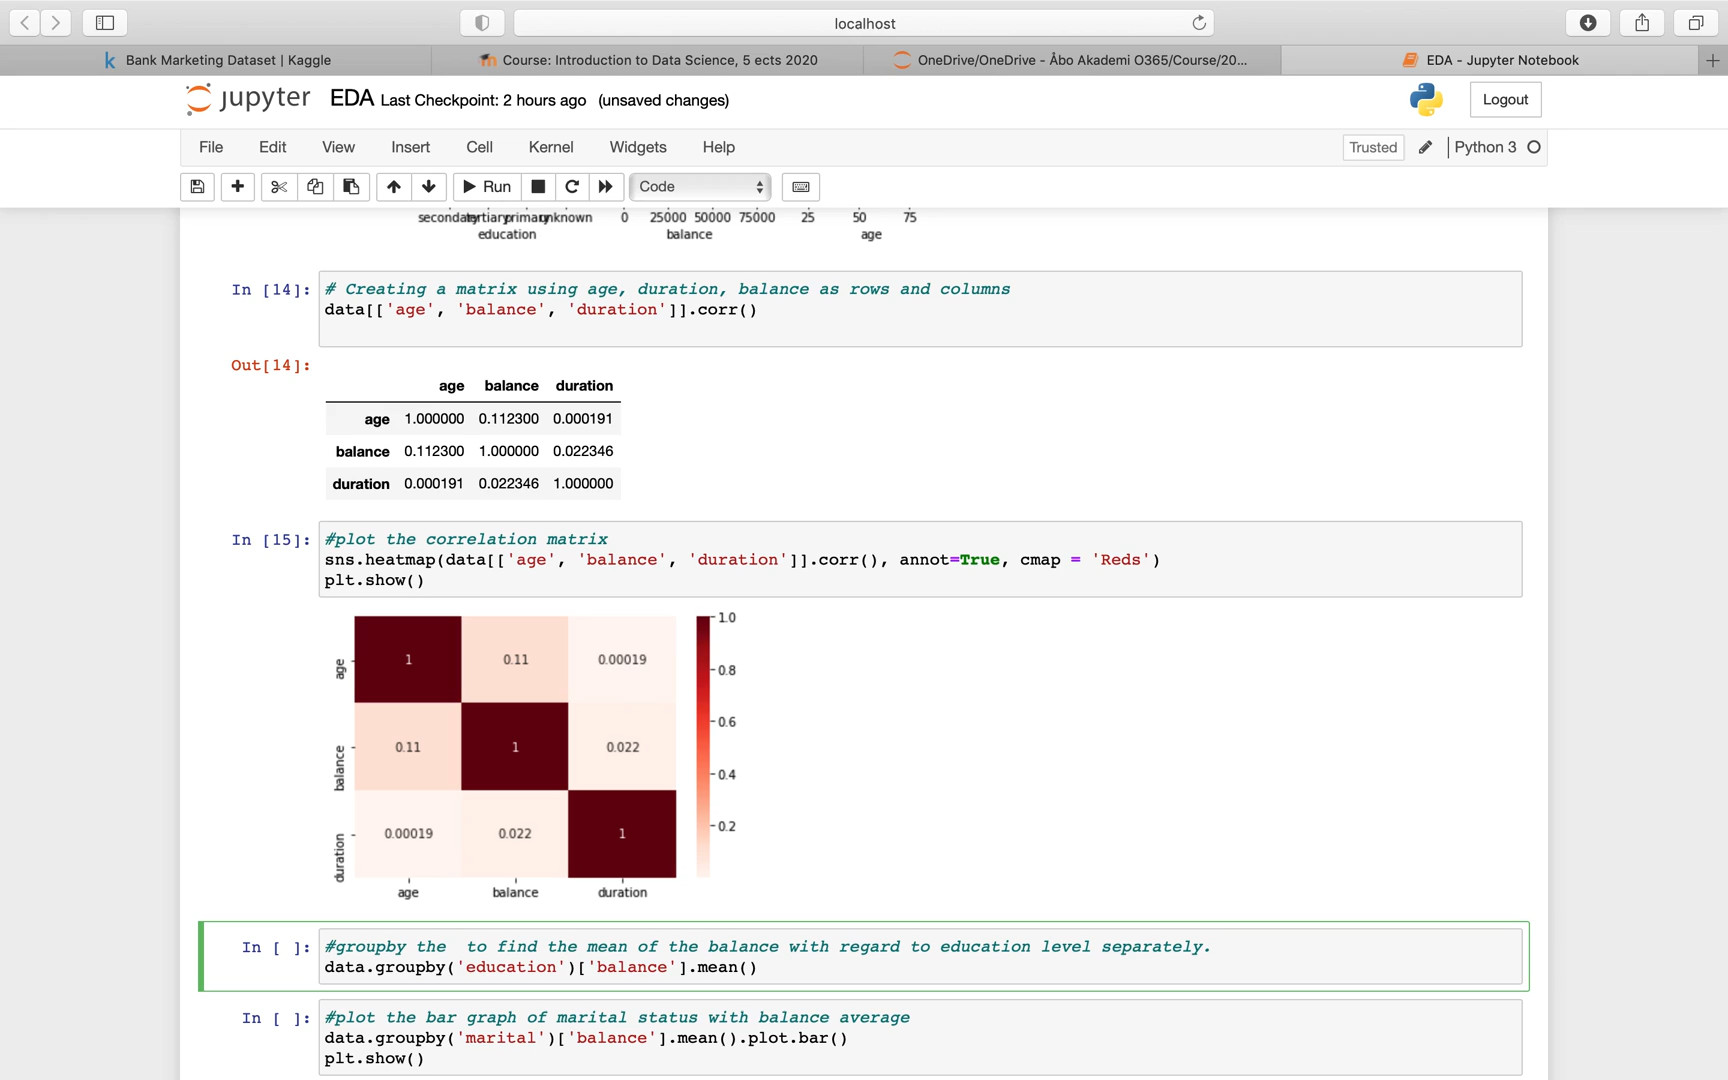 localhost
Bank Marketing Dataset | Kaggle
Course: Introduction to Data Science, 5 ects 2020
OneDrive/OneDrive - Åbo Akademi O365/Course/20...
EDA - Jupyter Notebook
jupyter EDA Last Checkpoint: 2 hours ago (unsaved changes)
Logout
File Edit View Insert Cell Kernel Widgets Help
Trusted
Python 3
Run
Code
secondary tertiary primary unknown 0 25000 50000 75000 25 50 75
education balance age
In [14]: # Creating a matrix using age, duration, balance as rows and columns
data[['age', 'balance', 'duration']].corr()
Out[14]:
age balance duration
age 1.000000 0.112300 0.000191
balance 0.112300 1.000000 0.022346
duration 0.000191 0.022346 1.000000
In [15]: #plot the correlation matrix
sns.heatmap(data[['age', 'balance', 'duration']].corr(), annot=True, cmap = 'Reds')
plt.show()
1.0
age 1 0.11 0.00019
0.8
0.6
balance 0.11 1 0.022
0.4
0.2
duration 0.00019 0.022 1
age balance duration
In [ ]: #groupby the  to find the mean of the balance with regard to education level separately.
data.groupby('education')['balance'].mean()
In [ ]: #plot the bar graph of marital status with balance average
data.groupby('marital')['balance'].mean().plot.bar()
plt.show()